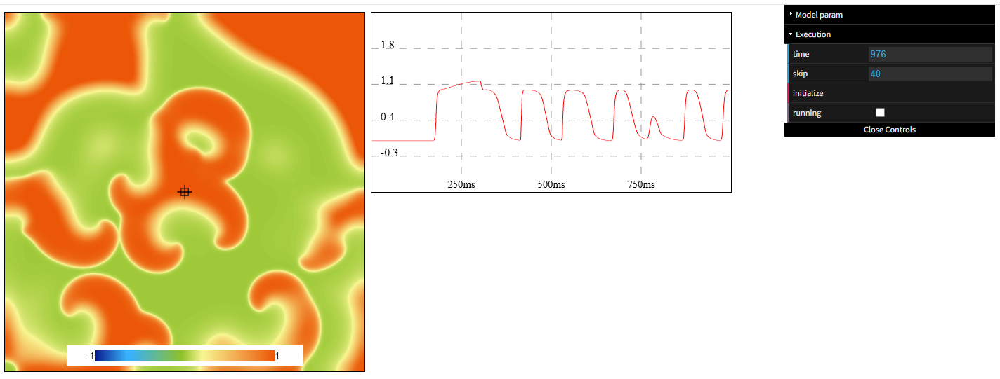 -1 1
1.8
1.1
0.4
-0.3
250ms 500ms 750ms
Model param
Execution
time 976
skip 40
initialize
running
Close Controls